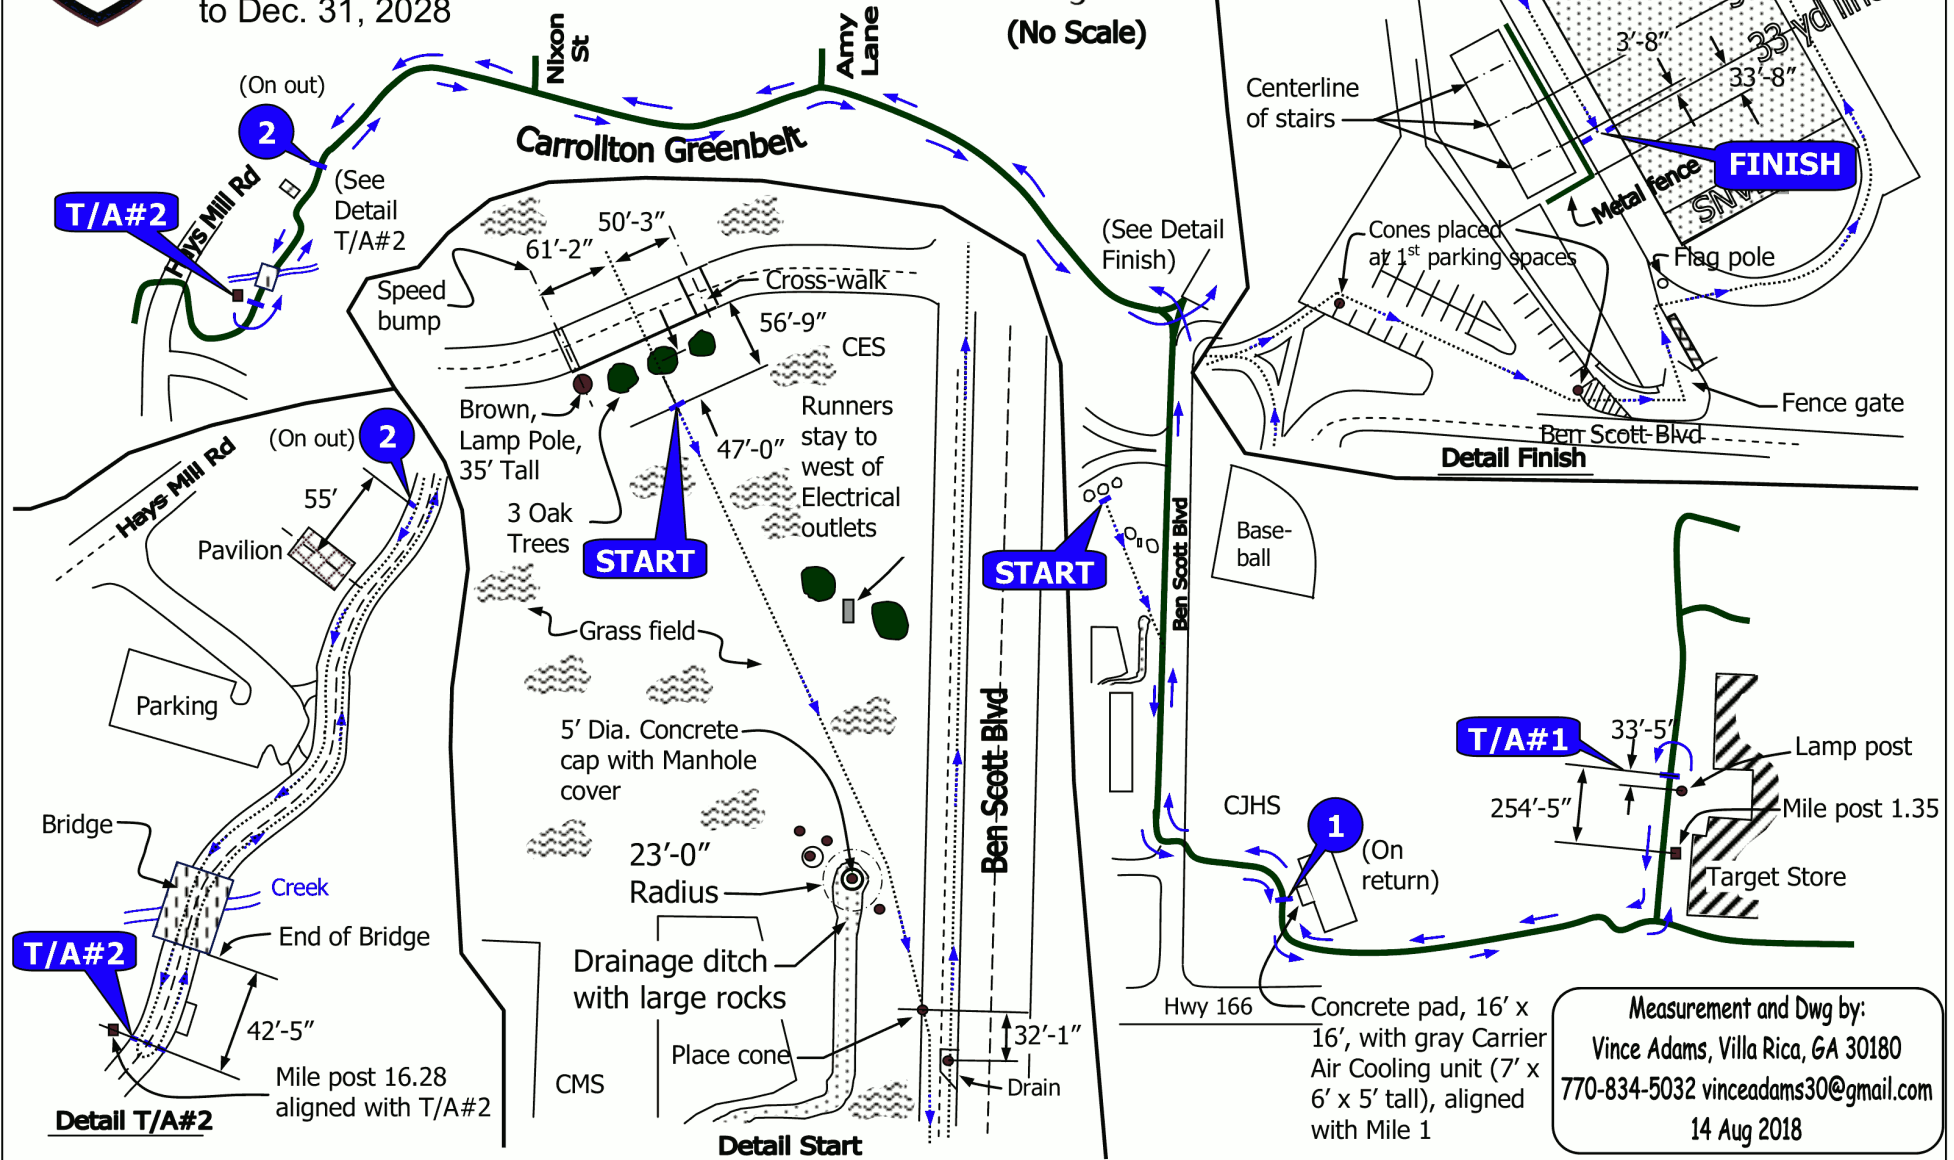 to Dec. 31, 2028
(No Scale)
Nixon
St
Amy
Lane
(On out)
2
Carrollton Greenbelt
Hays Mill Rd
(See
Detail
T/A#2
T/A#2
(See Detail
Finish)
Centerline
of stairs
3'-8"
33 yd line
33'-8"
FINISH
Metal fence
Cones placed
at 1st parking spaces
Flag pole
Fence gate
Ben Scott Blvd
Detail Finish
50'-3"
61'-2"
Speed
bump
Cross-walk
56'-9"
CES
Brown,
Lamp Pole,
35' Tall
47'-0"
Runners
stay to
west of
Electrical
outlets
3 Oak
Trees
START
Grass field
5' Dia. Concrete
cap with Manhole
cover
23'-0"
Radius
Drainage ditch
with large rocks
Place cone
32'-1"
Drain
CMS
Ben Scott Blvd
Detail Start
Hays Mill Rd
(On out)
2
55'
Pavilion
Parking
Bridge
Creek
End of Bridge
T/A#2
42'-5"
Mile post 16.28
aligned with T/A#2
Detail T/A#2
START
Ben Scott Blvd
Base-
ball
CJHS
1
(On
return)
Hwy 166
T/A#1
33'-5"
Lamp post
254'-5"
Mile post 1.35
Target Store
Concrete pad, 16' x
16', with gray Carrier
Air Cooling unit (7' x
6' x 5' tall), aligned
with Mile 1
Measurement and Dwg by:
Vince Adams, Villa Rica, GA 30180
770-834-5032 vinceadams30@gmail.com
14 Aug 2018